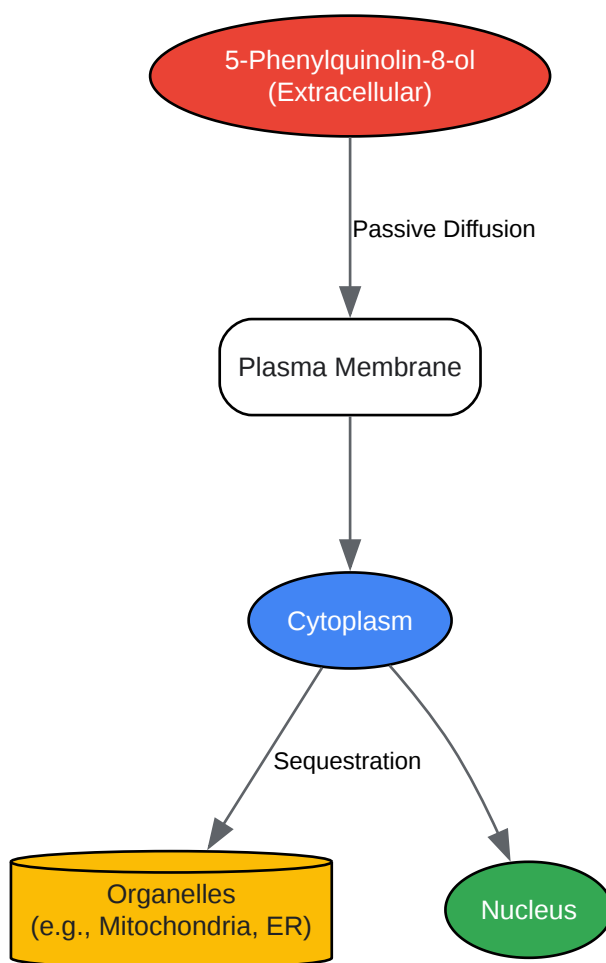 5-Phenylquinolin-8-ol
(Extracellular)
Passive Diffusion
Plasma Membrane
Cytoplasm
Sequestration
Organelles
(e.g., Mitochondria, ER)
Nucleus